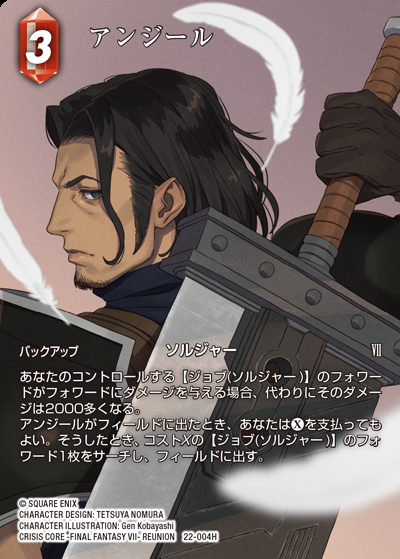 3
アンジール
バックアップ ソルジャー VII
あなたのコントロールする【ジョブ(ソルジャー)】のフォワー
ドがフォワードにダメージを与える場合、代わりにそのダメー
ジは2000多くなる。
アンジールがフィールドに出たとき、あなたはⓍを支払っても
よい。そうしたとき、コストXの【ジョブ(ソルジャー)】のフォ
ワード1枚をサーチし、フィールドに出す。
© SQUARE ENIX
CHARACTER DESIGN: TETSUYA NOMURA
CHARACTER ILLUSTRATION: Gen Kobayashi
CRISIS CORE -FINAL FANTASY VII- REUNION 22-004H